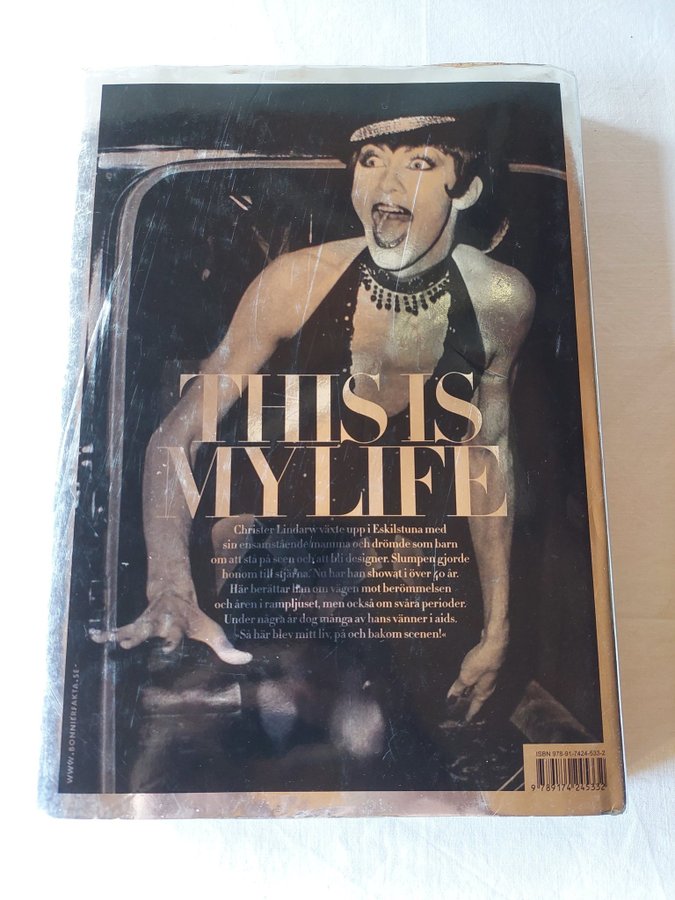 THIS IS
MY LIFE
Christer Lindarw växte upp i Eskilstuna med
sin ensamstående mamma och drömde som barn
om att stå på scen och att bli designer. Slumpen gjorde
honom till stjärna. Nu har han showat i över 40 år.
Här berättar han om vägen mot berömmelsen
och åren i rampljuset, men också om svåra perioder.
Under några år dog många av hans vänner i aids.
»Så här blev mitt liv, på och bakom scenen!«
WWW.BONNIERFAKTA.SE
ISBN 978-91-7424-533-2
9 789174 245332